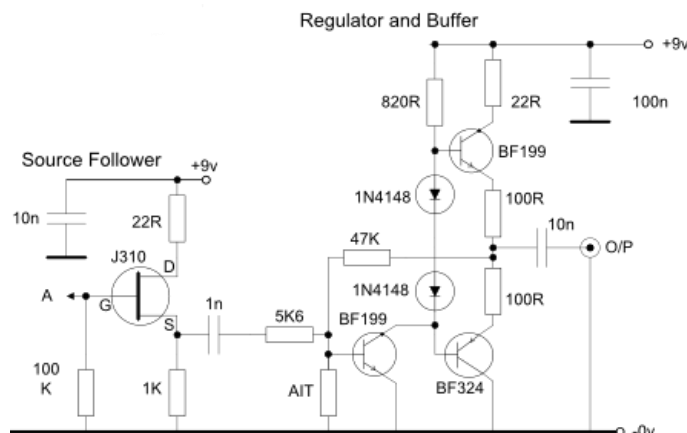 Regulator and Buffer
+9v
820R
22R
100n
Source Follower
+9v
BF199
10n
22R
1N4148
100R
47K
10n
J310
D
O/P
A
G
1n
1N4148
100R
S
5K6
BF199
100
K
1K
AIT
BF324
-0v